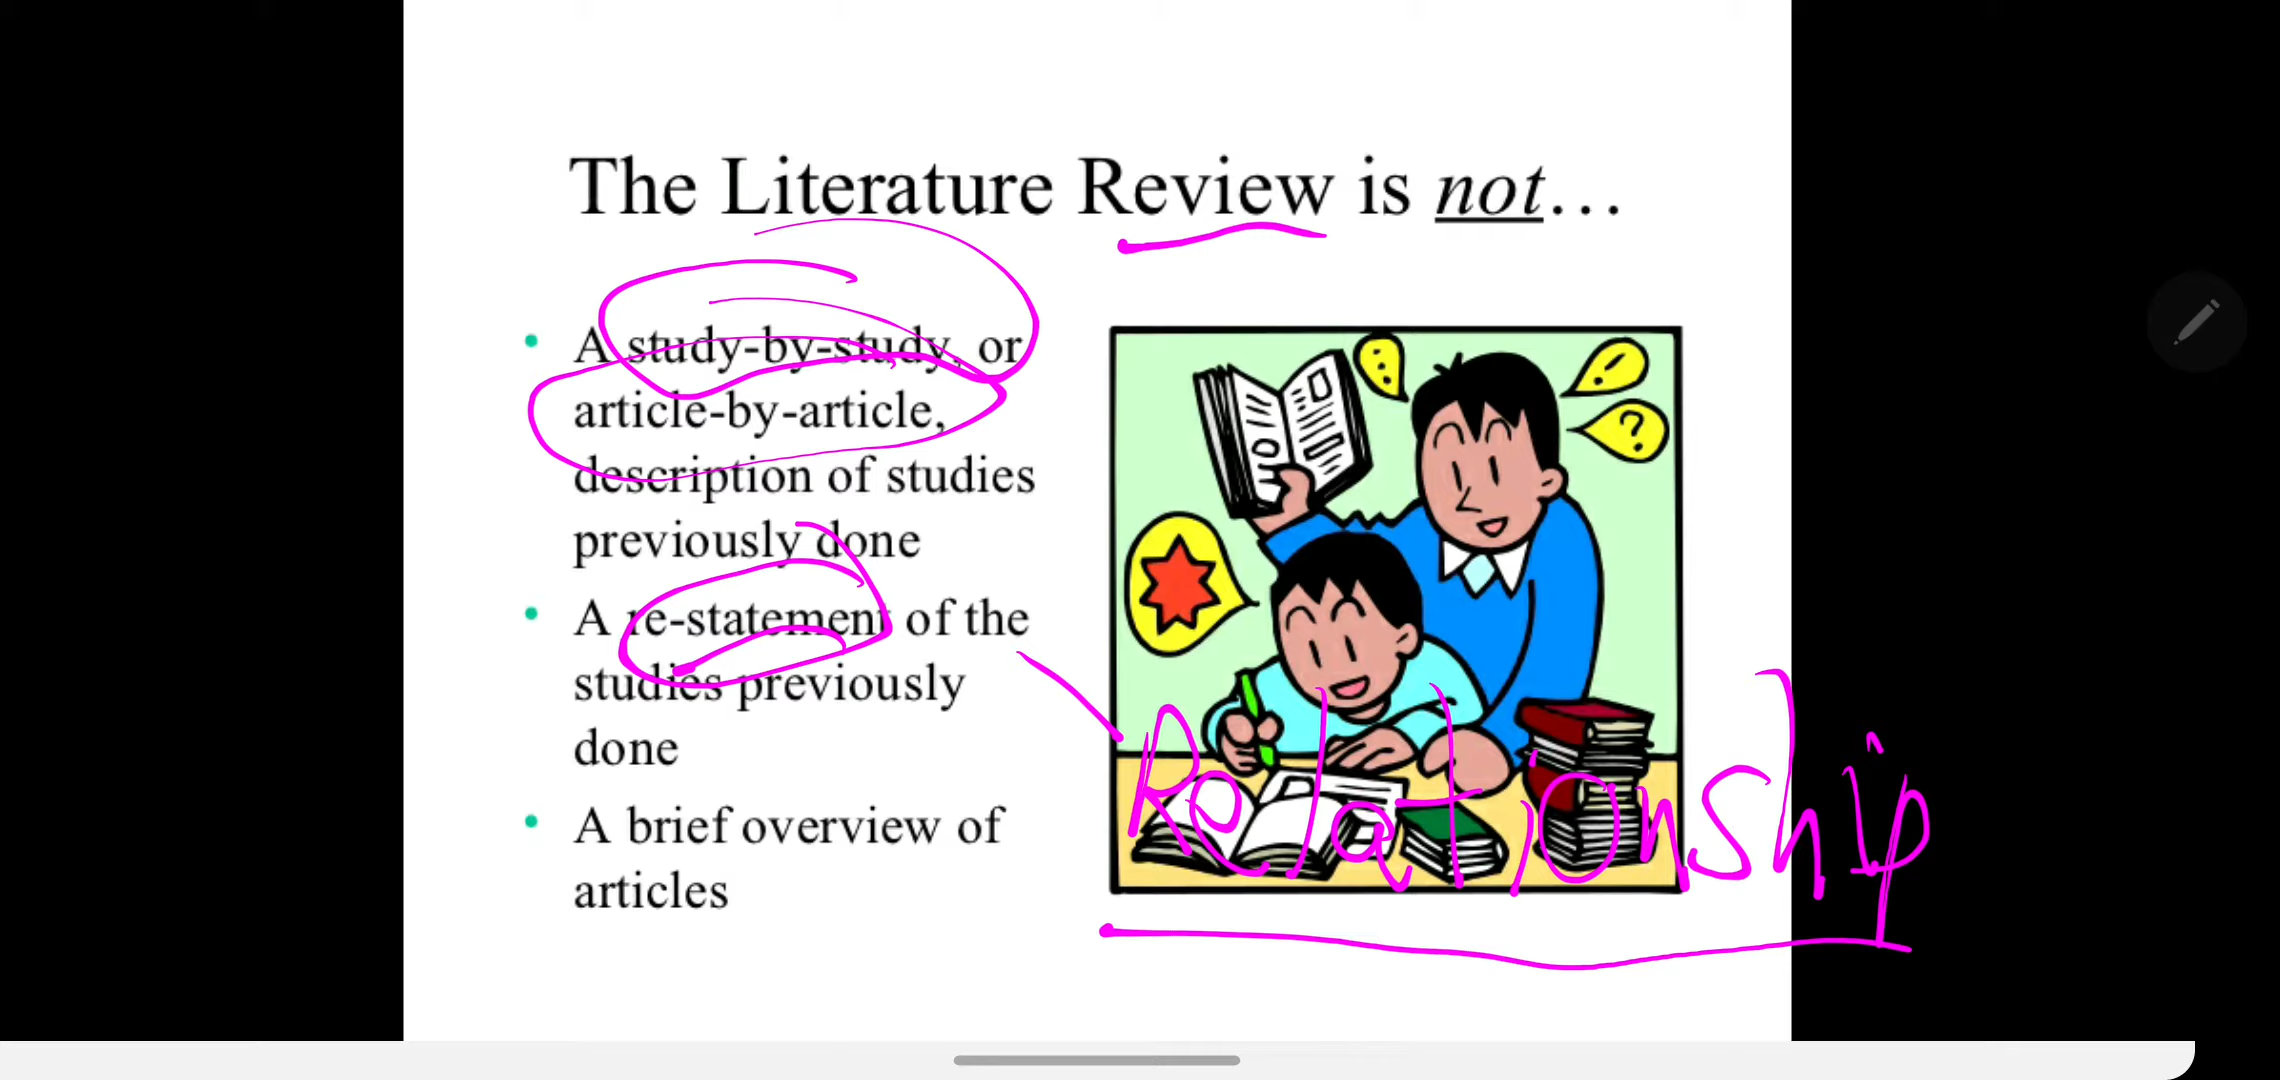 The Literature Review is not...
• A study-by-study, or
article-by-article,
description of studies
previously done
• A re-statement of the
studies previously
done
• A brief overview of
articles
?
Relationship